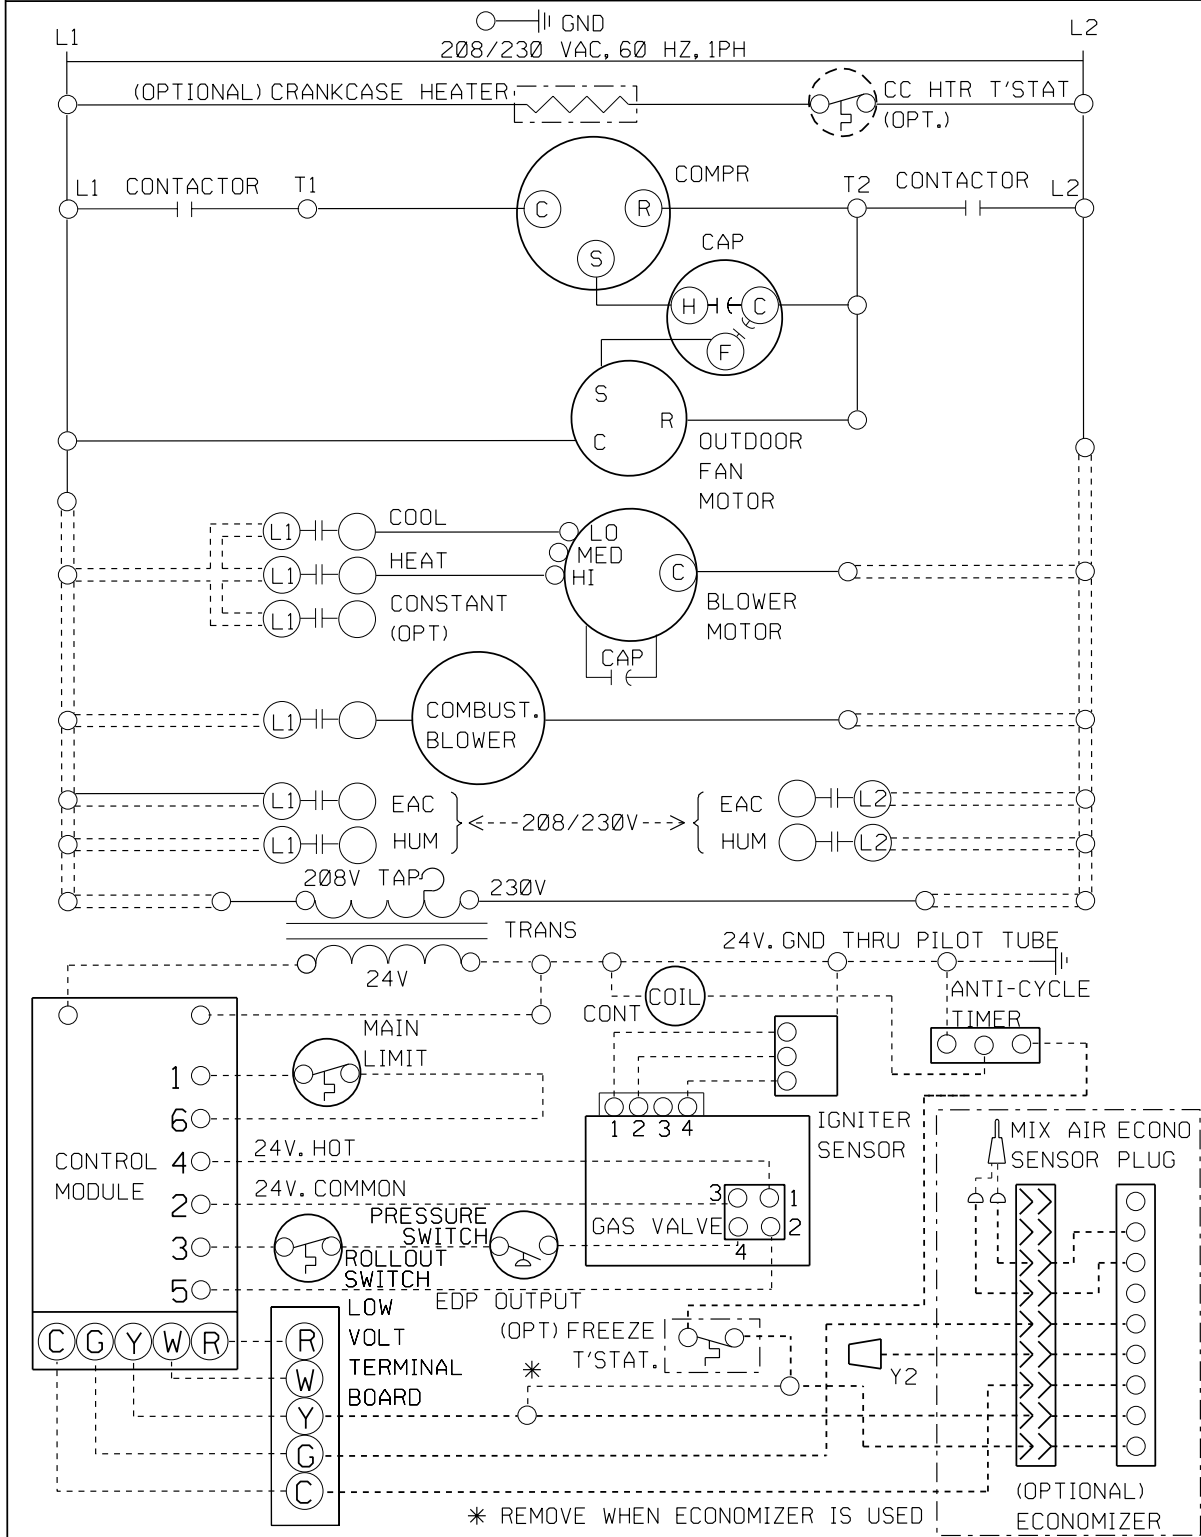 GND
L1
L2
208/230 VAC, 60 HZ, 1PH
(OPTIONAL) CRANKCASE HEATER
CC HTR T'STAT
(OPT.)
COMPR
L1 CONTACTOR T1
T2 CONTACTOR L2
C
R
S
CAP
H
C
F
S
R
C
OUTDOOR
FAN
MOTOR
L1
COOL
LO
MED
L1
HEAT
HI
C
CONSTANT
(OPT)
L1
BLOWER
MOTOR
CAP
L1
COMBUST.
BLOWER
L1
EAC
208/230V
EAC
L2
L1
HUM
HUM
L2
208V TAP
230V
TRANS
24V
24V. GND THRU PILOT TUBE
CONT
COIL
ANTI-CYCLE
TIMER
MAIN
LIMIT
1
6
1 2 3 4
IGNITER
SENSOR
MIX AIR
SENSOR
ECONO
PLUG
CONTROL
MODULE
4
24V. HOT
2
24V. COMMON
3
1
GAS VALVE
2
4
PRESSURE
SWITCH
3
ROLLOUT
SWITCH
5
EDP OUTPUT
LOW
VOLT
TERMINAL
BOARD
C G Y W R
R
W
Y
G
C
(OPT) FREEZE
T'STAT.
*
Y2
* REMOVE WHEN ECONOMIZER IS USED
(OPTIONAL)
ECONOMIZER